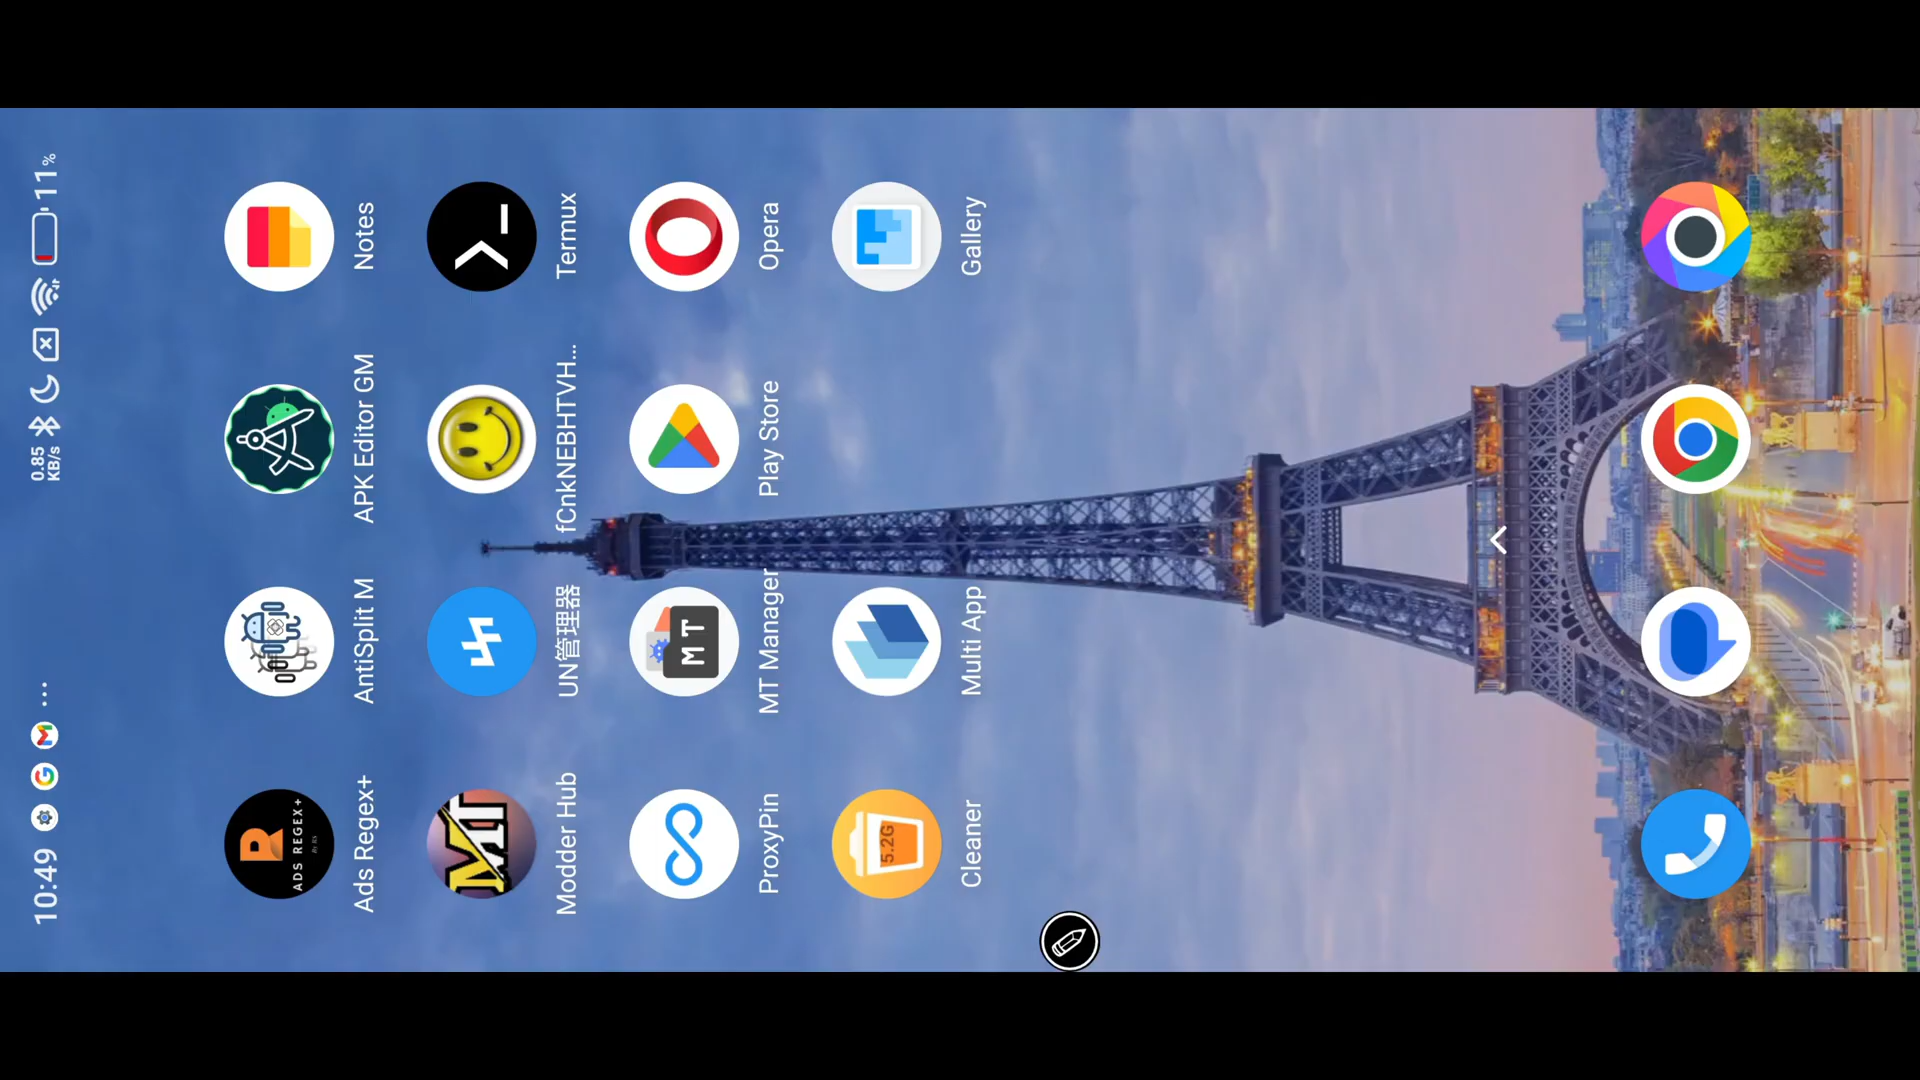 10:49
0.85
KB/s
11%
ADS REGEX+
Ads Regex+
AntiSplit M
APK Editor GM
Notes
Modder Hub
UN管理器
fCnkNEBHTVH...
Termux
ProxyPin
MT
MT Manager
Play Store
Opera
5.2G
Cleaner
Multi App
Gallery